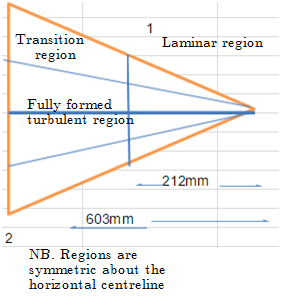 1
Transition
region
Laminar region
Fully formed
turbulent region
212mm
603mm
2
NB. Regions are
symmetric about the
horizontal centreline